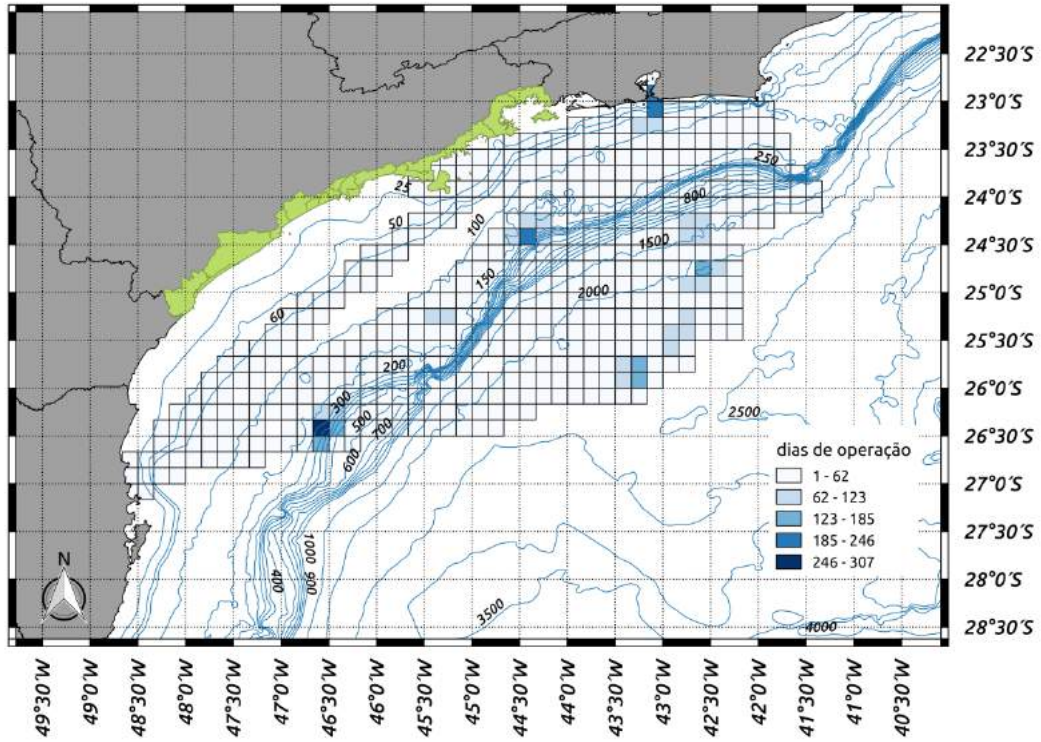 22°30'S
23°0'S
23°30'S
24°0'S
24°30'S
25°0'S
25°30'S
26°0'S
26°30'S
27°0'S
27°30'S
28°0'S
28°30'S
250
25
800
50
100
1500
150
2000
60
200
300
500
700
600
2500
1000
900
400
3500
4000
dias de operação
1 - 62
62 - 123
123 - 185
185 - 246
246 - 307
N
49°30'W
49°0'W
48°30'W
48°0'W
47°30'W
47°0'W
46°30'W
46°0'W
45°30'W
45°0'W
44°30'W
44°0'W
43°30'W
43°0'W
42°30'W
42°0'W
41°30'W
41°0'W
40°30'W